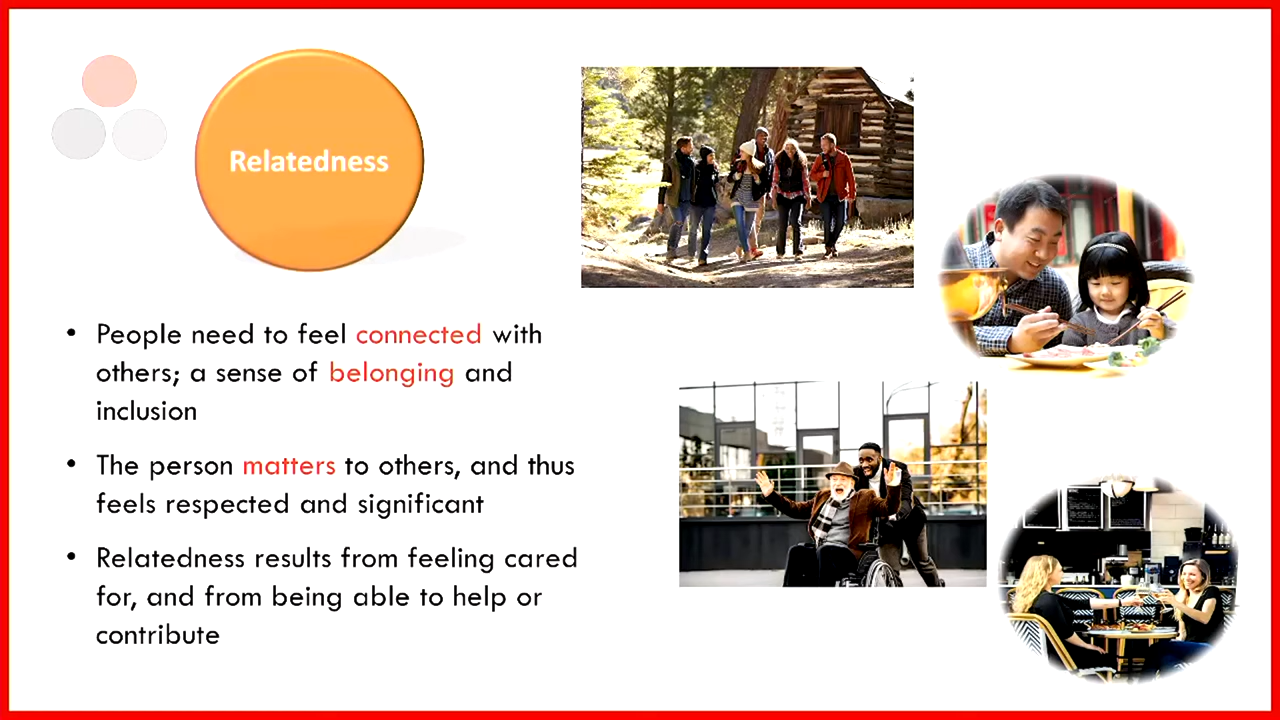 Relatedness
• People need to feel connected with
others; a sense of belonging and
inclusion
• The person matters to others, and thus
feels respected and significant
• Relatedness results from feeling cared
for, and from being able to help or
contribute